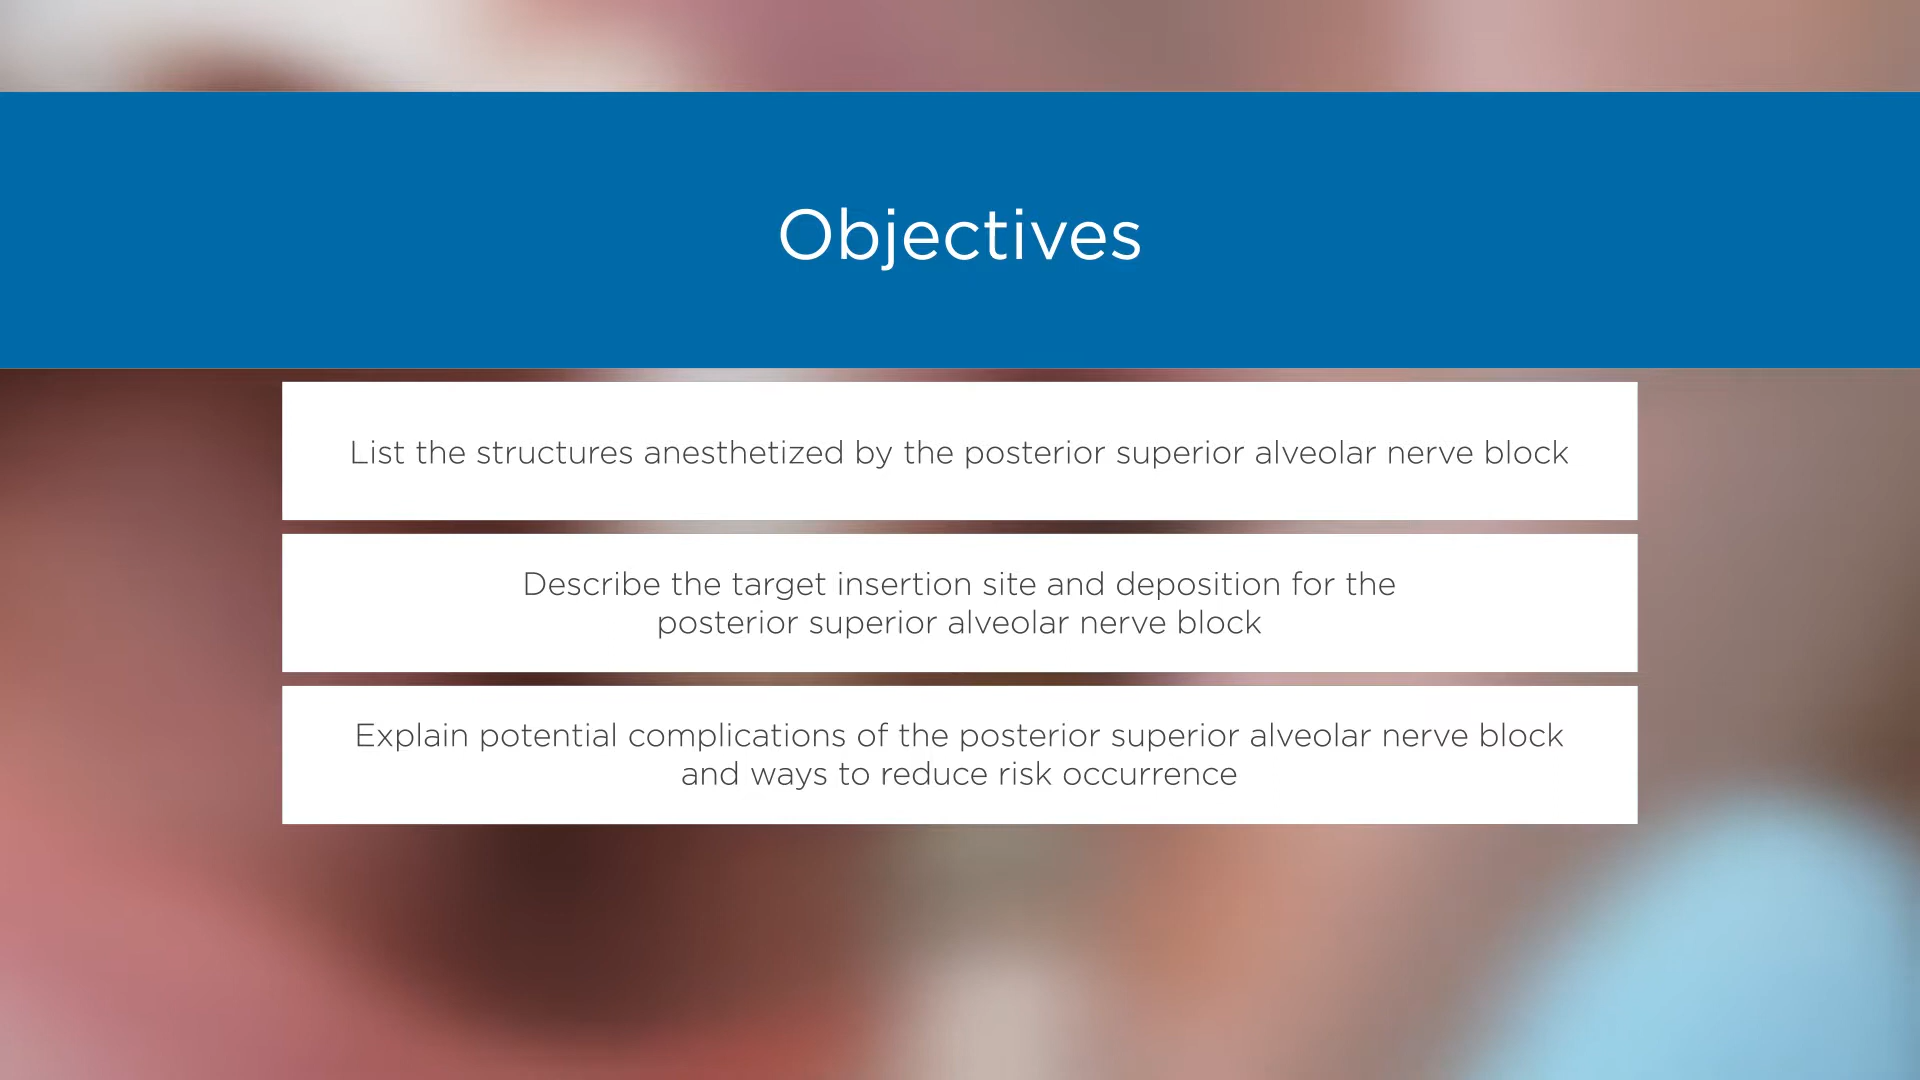 Objectives
List the structures anesthetized by the posterior superior alveolar nerve block
Describe the target insertion site and deposition for the
posterior superior alveolar nerve block
Explain potential complications of the posterior superior alveolar nerve block
and ways to reduce risk occurrence